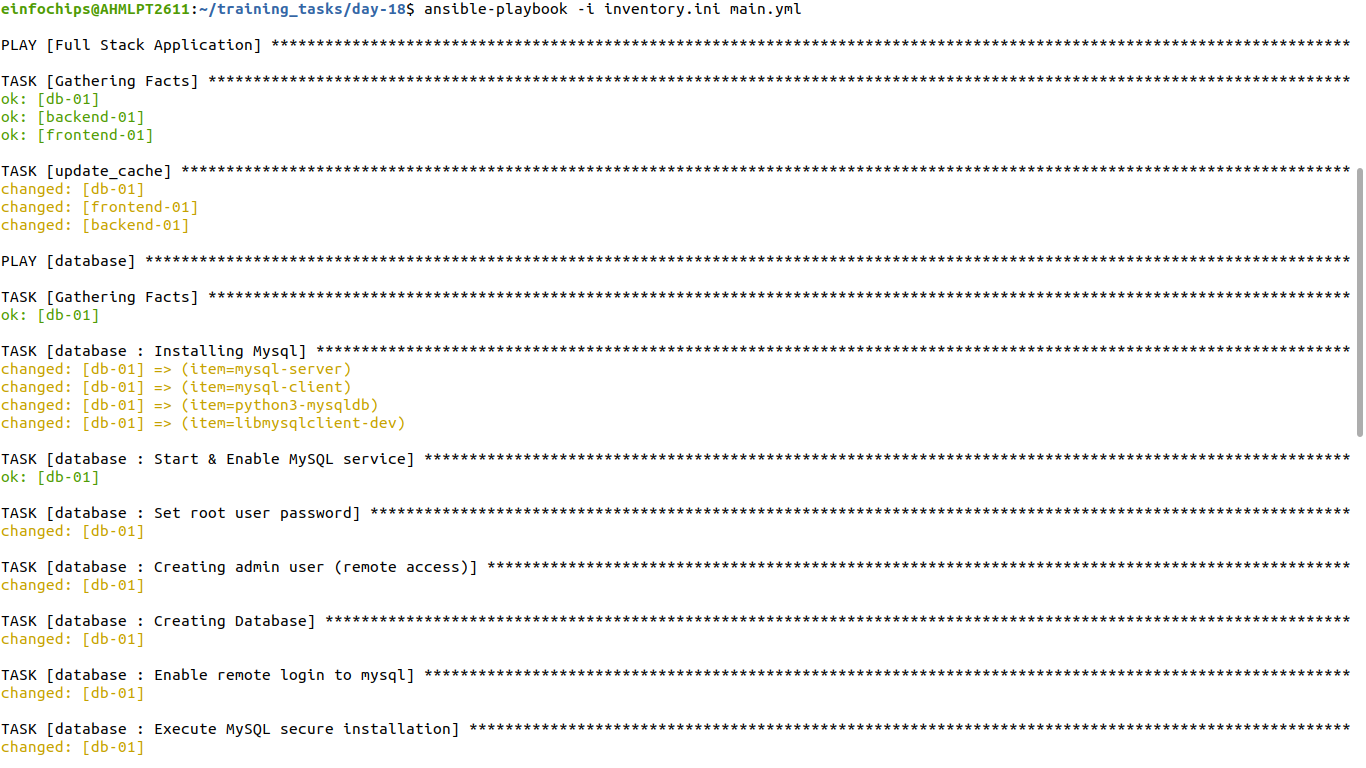 einfochips@AHMLPT2611:~/training_tasks/day-18$ ansible-playbook -i inventory.ini main.yml
PLAY [Full Stack Application] ************************************************************************************************************************
TASK [Gathering Facts] *******************************************************************************************************************************
ok: [db-01]
ok: [backend-01]
ok: [frontend-01]
TASK [update_cache] **********************************************************************************************************************************
changed: [db-01]
changed: [frontend-01]
changed: [backend-01]
PLAY [database] **************************************************************************************************************************************
TASK [Gathering Facts] *******************************************************************************************************************************
ok: [db-01]
TASK [database : Installing Mysql] *******************************************************************************************************************
changed: [db-01] => (item=mysql-server)
changed: [db-01] => (item=mysql-client)
changed: [db-01] => (item=python3-mysqldb)
changed: [db-01] => (item=libmysqlclient-dev)
TASK [database : Start & Enable MySQL service] *******************************************************************************************************
ok: [db-01]
TASK [database : Set root user password] *************************************************************************************************************
changed: [db-01]
TASK [database : Creating admin user (remote access)] ************************************************************************************************
changed: [db-01]
TASK [database : Creating Database] ******************************************************************************************************************
changed: [db-01]
TASK [database : Enable remote login to mysql] *******************************************************************************************************
changed: [db-01]
TASK [database : Execute MySQL secure installation] **************************************************************************************************
changed: [db-01]